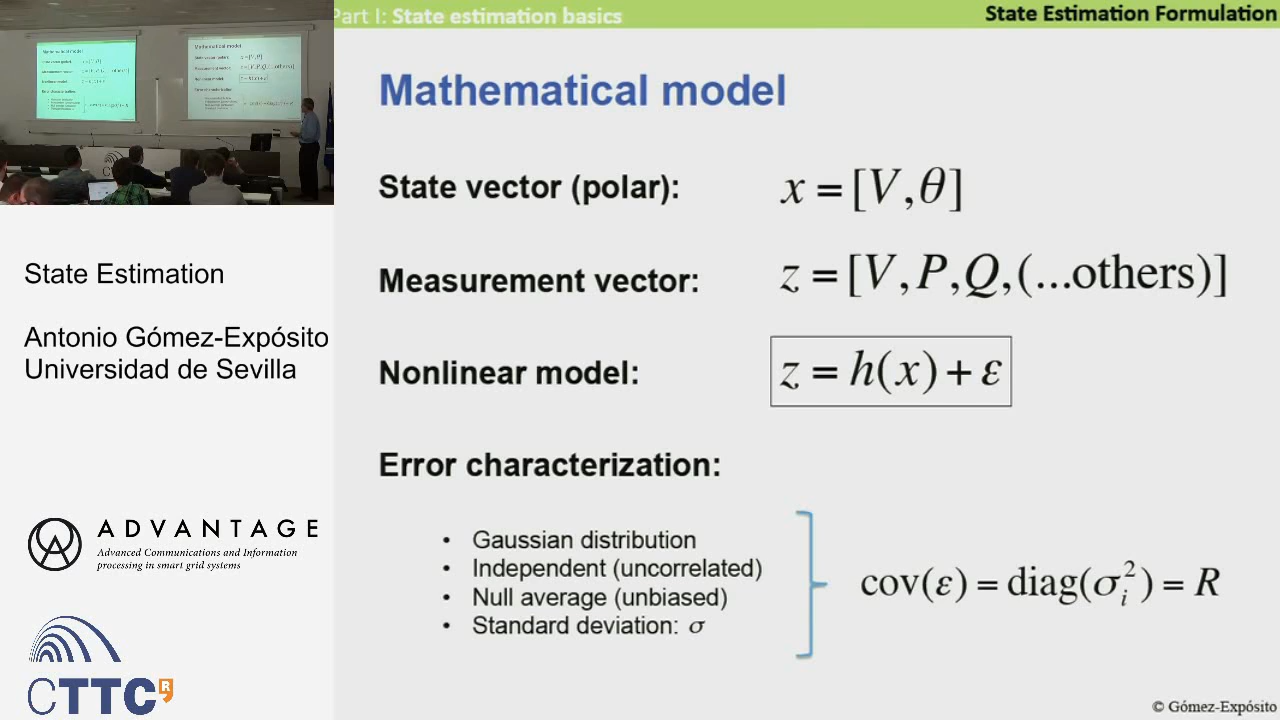 Part I: State estimation basics
State Estimation Formulation
Mathematical model
State vector (polar): x = [V, θ]
Measurement vector: z = [V, P, Q, (...others)]
Nonlinear model: z = h(x) + ε
Error characterization:
• Gaussian distribution
• Independent (uncorrelated)
• Null average (unbiased)
• Standard deviation: σ
cov(ε) = diag(σᵢ²) = R
© Gómez-Expósito
State Estimation
Antonio Gómez-Expósito
Universidad de Sevilla
ADVANTAGE
Advanced Communications and Information
processing in smart grid systems
CTTC R